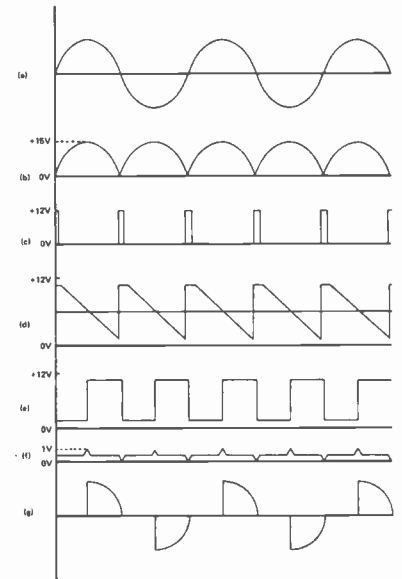 (a)
+15V
(b) 0V
+12V
(c)
0V
+12V
(d)
0V
+12V
(e)
0V
1V
(f)
0V
(g)